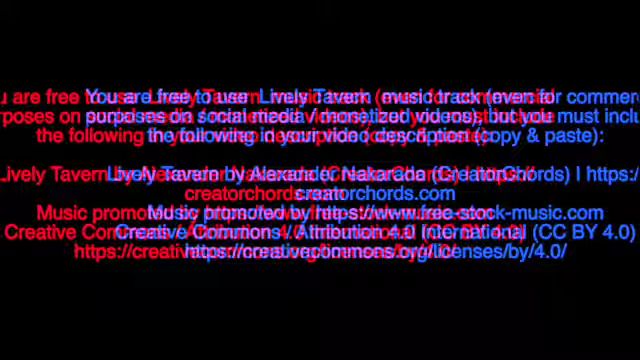 You are free to use Lively Tavern music track (even for commer
purposes on social media / monetized videos), but you must inclu
the following in your video description (copy & paste):
Lively Tavern by Alexander Nakarada (CreatorChords) | https:/
creatorchords.com
Music promoted by https://www.free-stock-music.com
Creative Commons / Attribution 4.0 International (CC BY 4.0)
https://creativecommons.org/licenses/by/4.0/